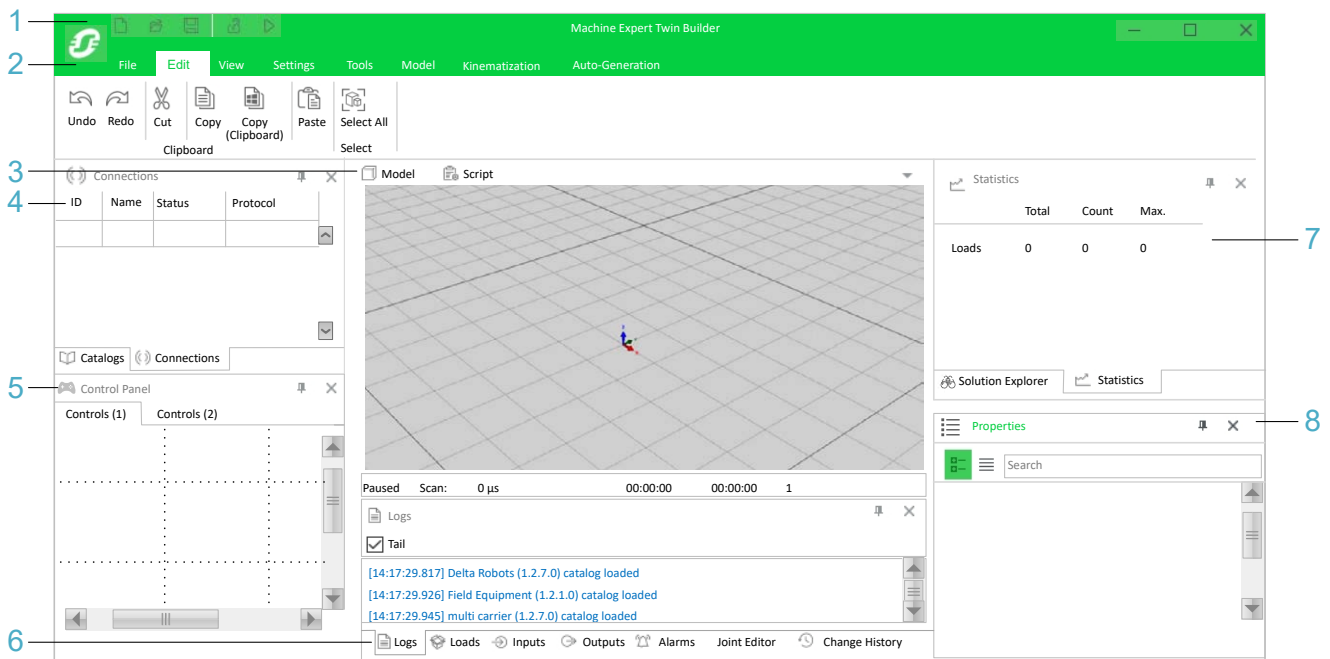 1
Machine Expert Twin Builder
2
File Edit View Settings Tools Model Kinematization Auto-Generation
Undo Redo Cut Copy Copy (Clipboard) Paste Select All
Clipboard Select
3
Connections
Model Script
Statistics
4
ID Name Status Protocol
Total Count Max.
Loads 0 0 0
7
Catalogs Connections
Solution Explorer Statistics
5
Control Panel
Controls (1) Controls (2)
Properties
8
Search
Paused Scan: 0 µs 00:00:00 00:00:00 1
Logs
Tail
[14:17:29.817] Delta Robots (1.2.7.0) catalog loaded
[14:17:29.926] Field Equipment (1.2.1.0) catalog loaded
[14:17:29.945] multi carrier (1.2.7.0) catalog loaded
6
Logs Loads Inputs Outputs Alarms Joint Editor Change History